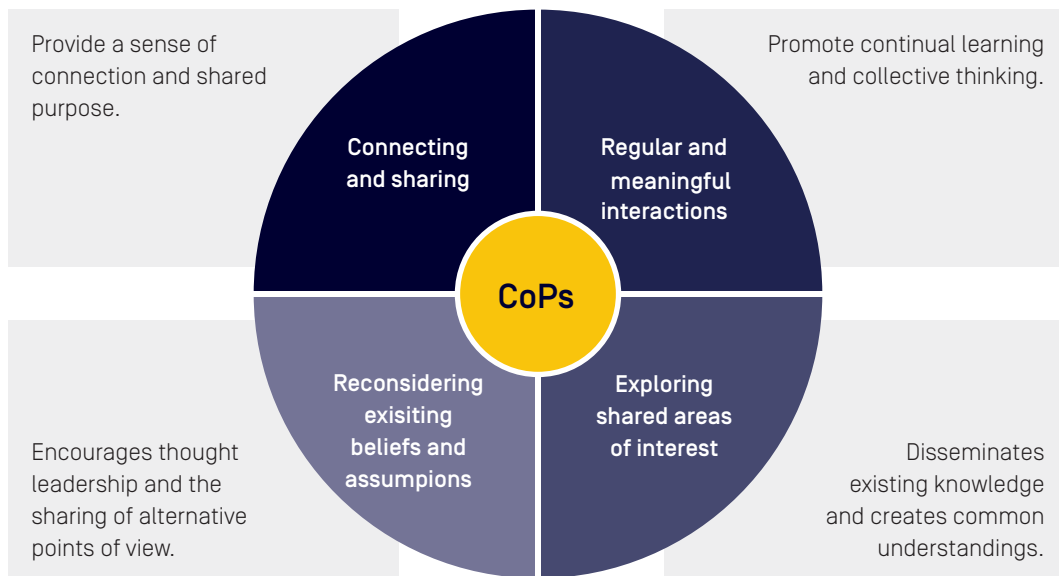 Provide a sense of
connection and shared
purpose.
Connecting
and sharing
Regular and
meaningful
interactions
Promote continual learning
and collective thinking.
CoPs
Encourages thought
leadership and the
sharing of alternative
points of view.
Reconsidering
exisiting
beliefs and
assumpions
Exploring
shared areas
of interest
Disseminates
existing knowledge
and creates common
understandings.